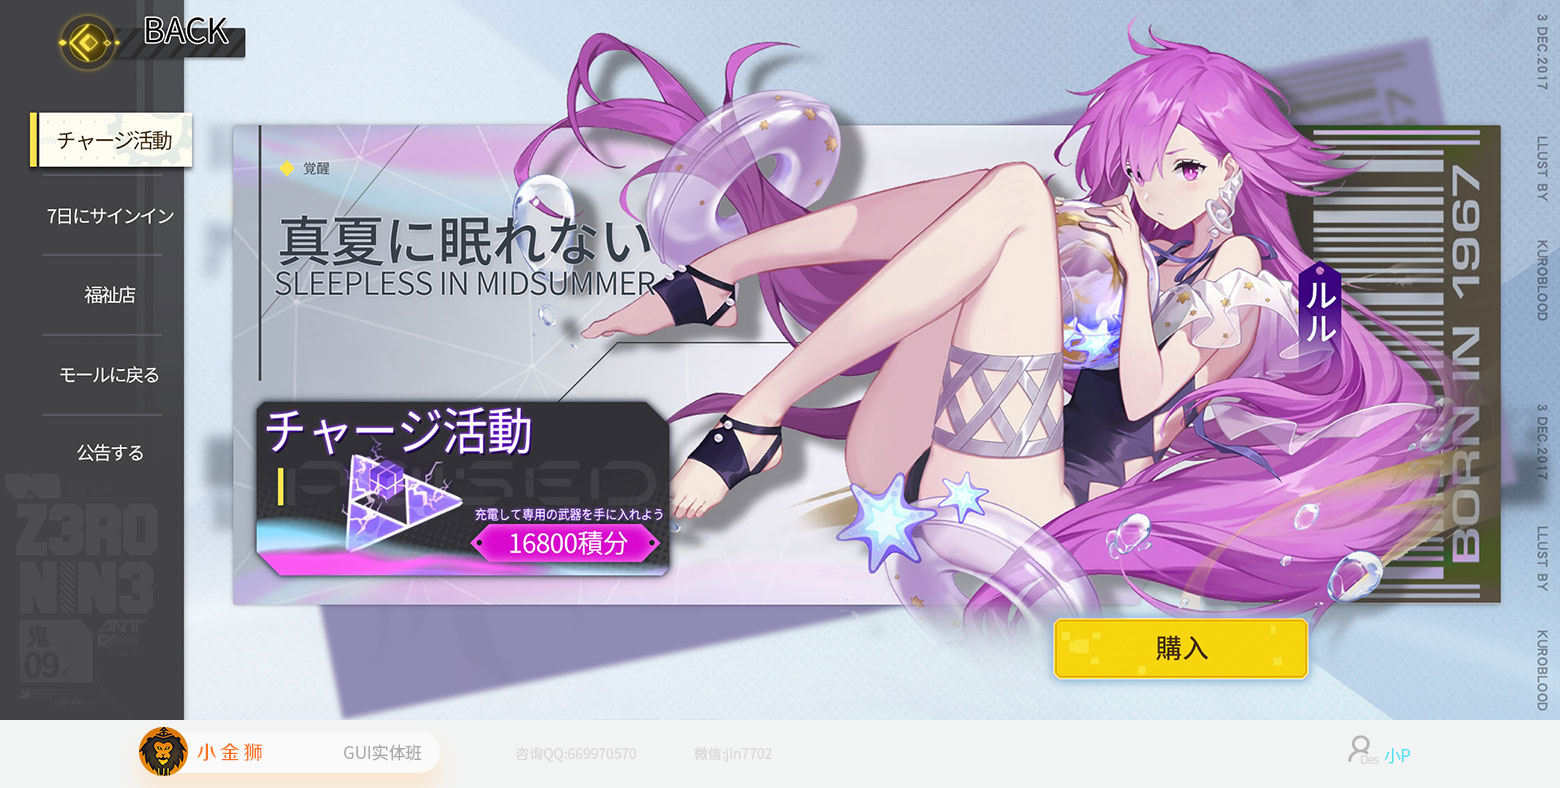 BACK
チャージ活動
7日にサインイン
福祉店
モールに戻る
公告する
Z3RO
NIN3
鬼
09
覚醒
真夏に眠れない
SLEEPLESS IN MIDSUMMER
チャージ活動
充電して専用の武器を手に入れよう
16800積分
ルル
BORN IN 1967
購入
3 DEC.2017
LLUST BY
KUROBLOOD
3 DEC.2017
LLUST BY
KUROBLOOD
小金狮
GUI实体班
咨询QQ:669970570
微信:jin7702
Des
小P